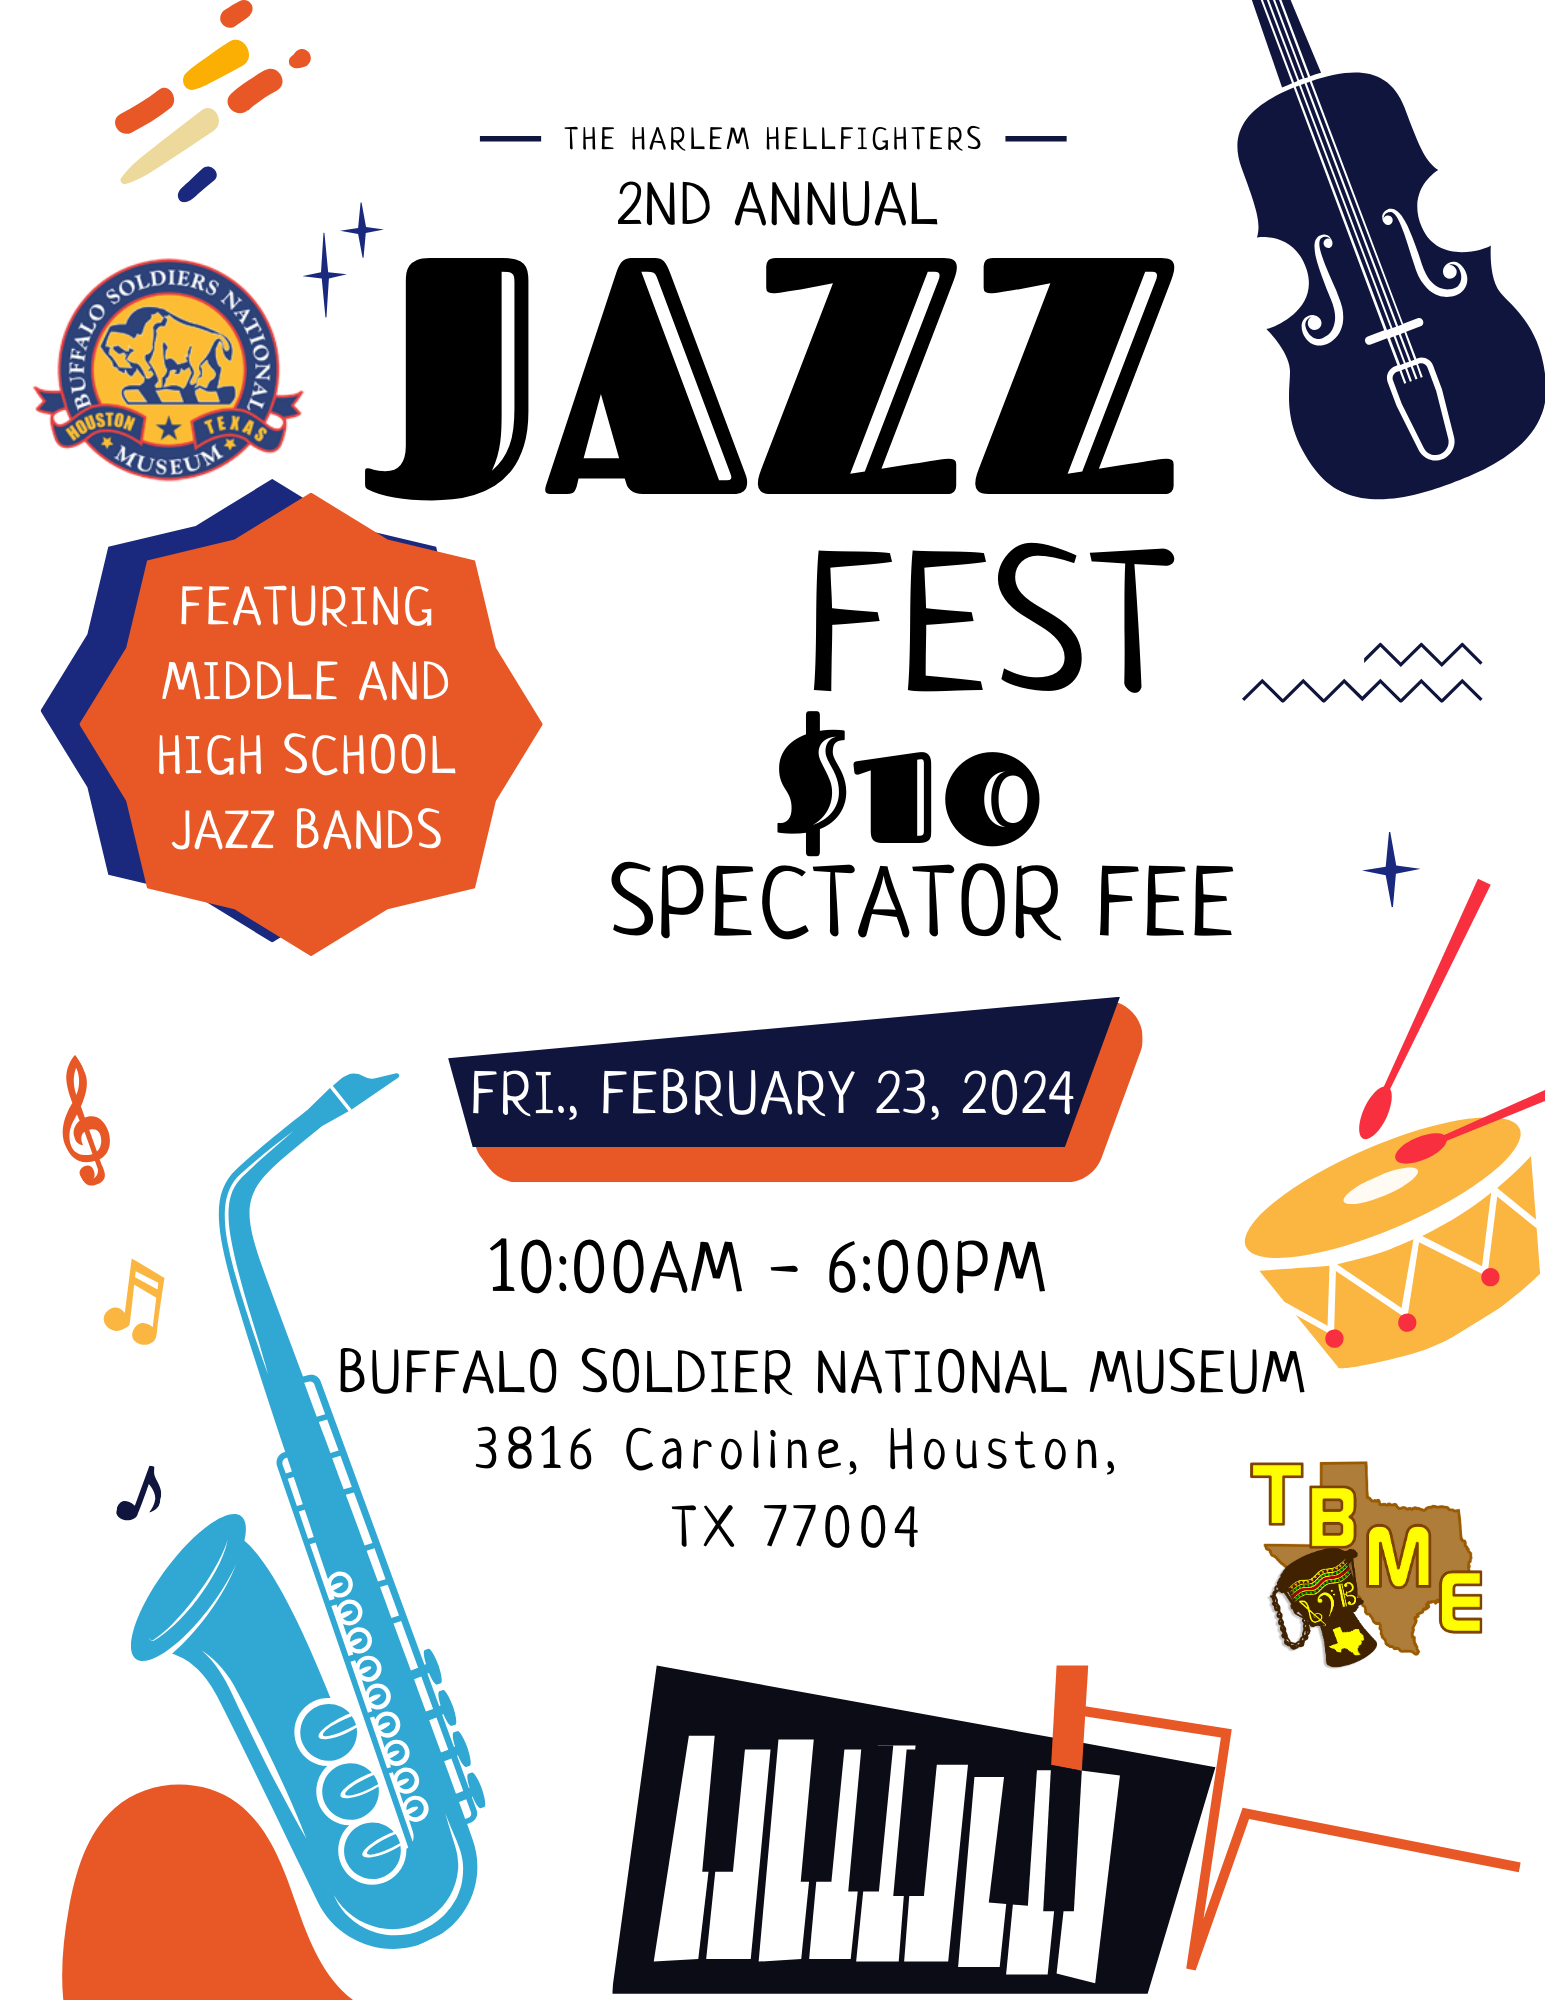 THE HARLEM HELLFIGHTERS
2ND ANNUAL
JAZZ
FEST
$10
SPECTATOR FEE
BUFFALO SOLDIERS NATIONAL
HOUSTON TEXAS
MUSEUM
FEATURING
MIDDLE AND
HIGH SCHOOL
JAZZ BANDS
FRI., FEBRUARY 23, 2024
10:00AM - 6:00PM
BUFFALO SOLDIER NATIONAL MUSEUM
3816 Caroline, Houston,
TX 77004
TBME